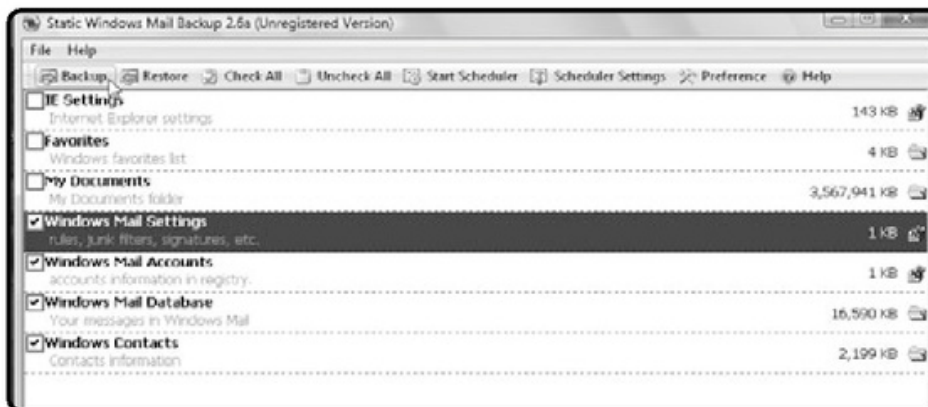 Static Windows Mail Backup 2.6a (Unregistered Version)
File Help
Backup Restore Check All Uncheck All Start Scheduler Scheduler Settings Preference Help
IE Settings
Internet Explorer settings
143 KB
Favorites
Windows favorites list
4 KB
My Documents
My Documents folder
3,567,941 KB
Windows Mail Settings
rules, junk filters, signatures, etc.
1 KB
Windows Mail Accounts
accounts information in registry.
1 KB
Windows Mail Database
Your messages in Windows Mail
16,590 KB
Windows Contacts
Contacts information
2,199 KB